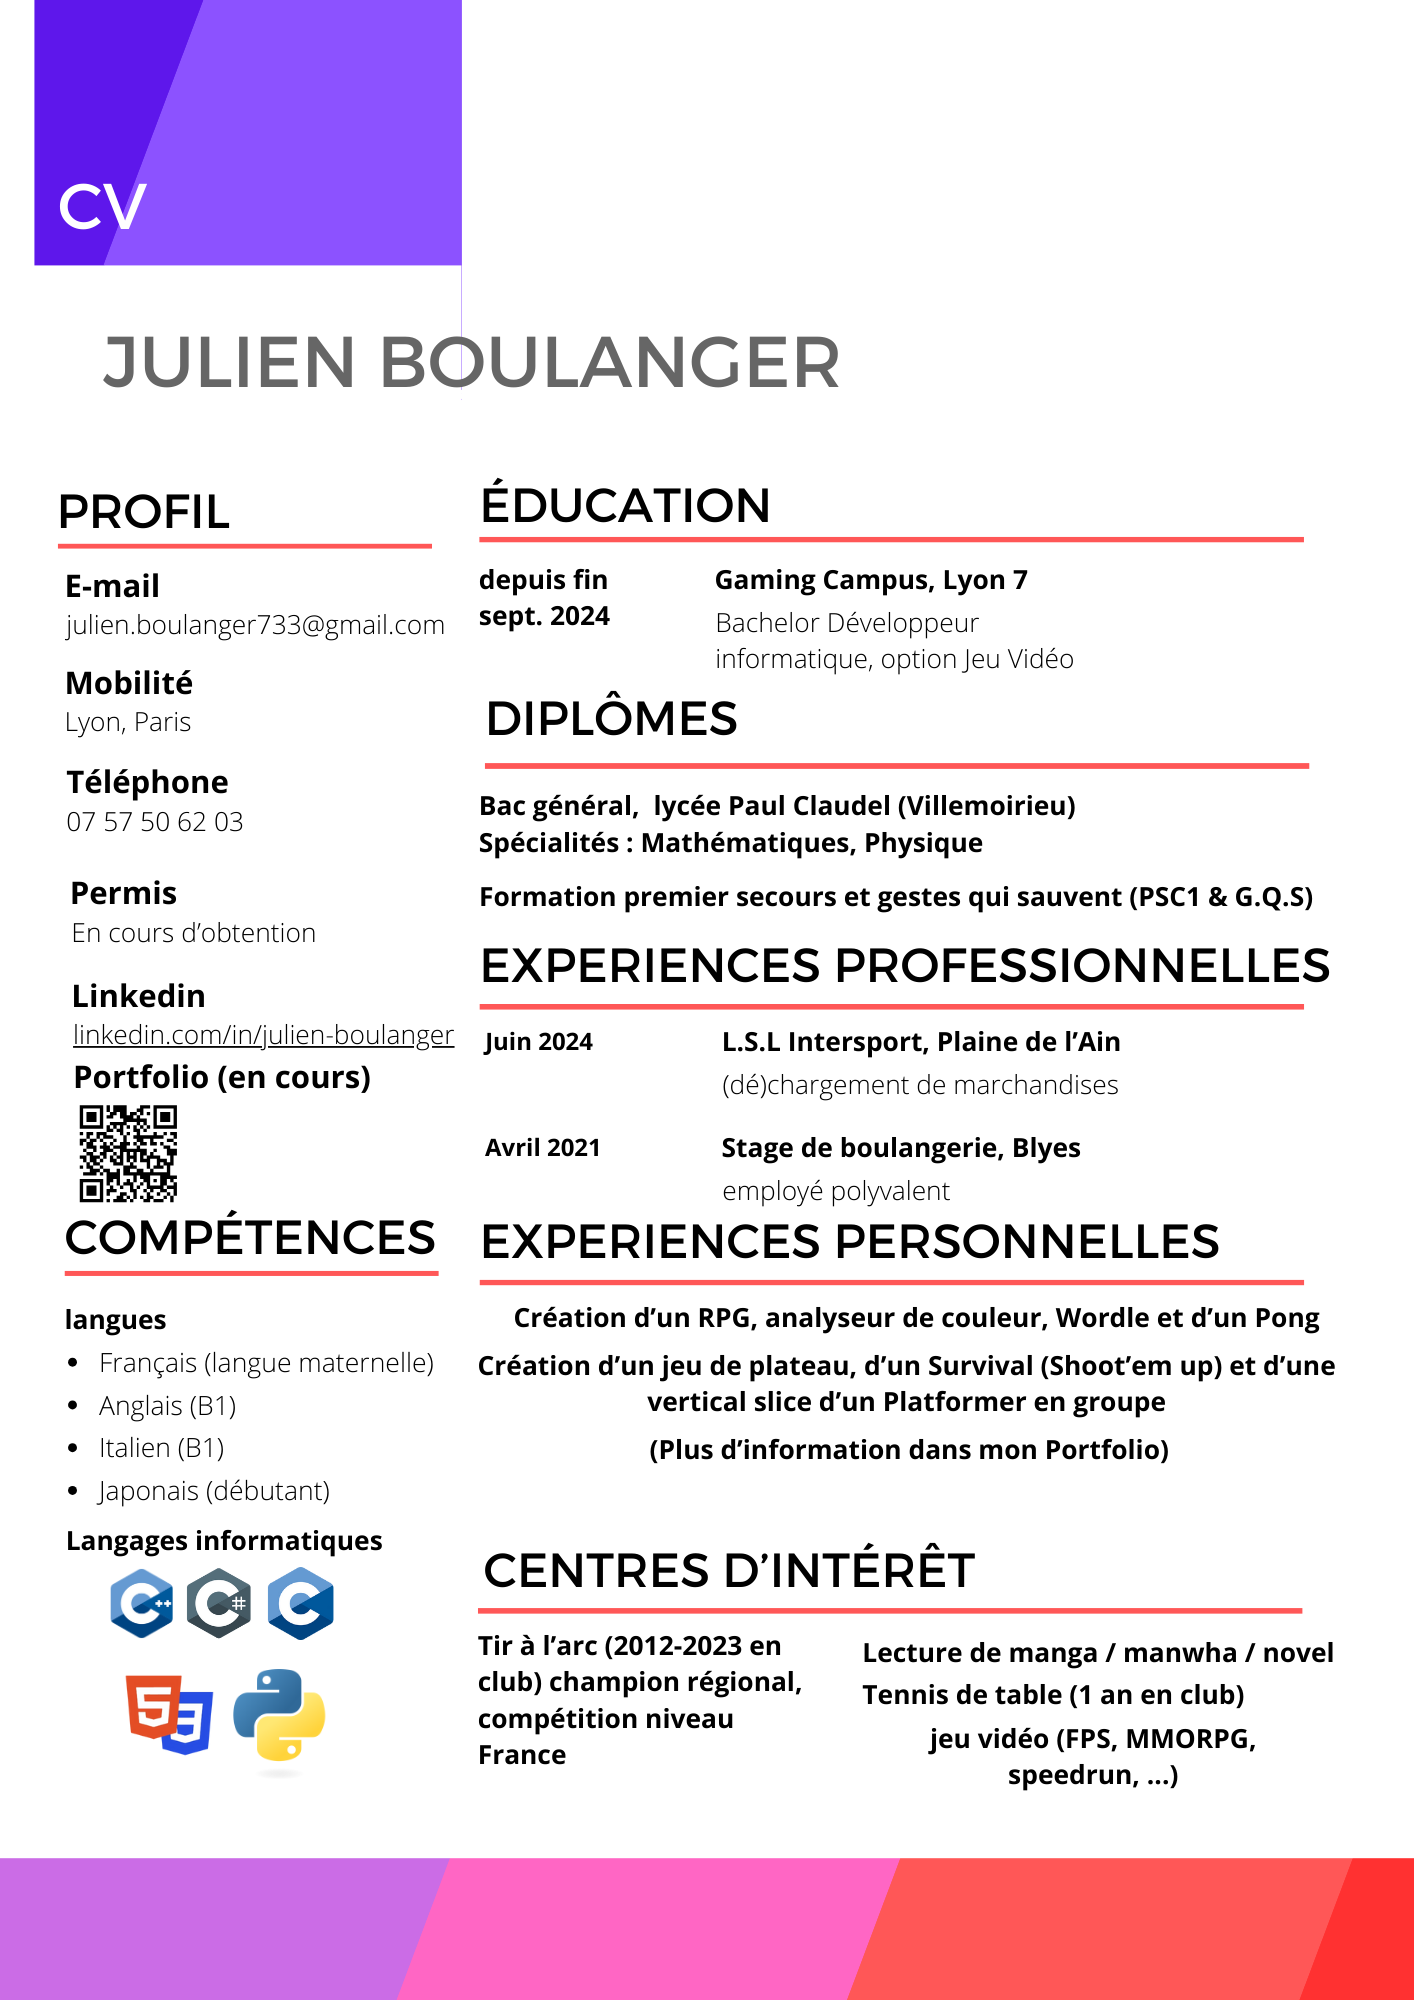 CV
JULIEN BOULANGER
PROFIL
E-mail
julien.boulanger733@gmail.com
Mobilité
Lyon, Paris
Téléphone
07 57 50 62 03
Permis
En cours d’obtention
Linkedin
linkedin.com/in/julien-boulanger
Portfolio (en cours)
COMPÉTENCES
langues
• Français (langue maternelle)
• Anglais (B1)
• Italien (B1)
• Japonais (débutant)
Langages informatiques
C++ C# C
5 3
ÉDUCATION
depuis fin
sept. 2024
Gaming Campus, Lyon 7
Bachelor Développeur
informatique, option Jeu Vidéo
DIPLÔMES
Bac général, lycée Paul Claudel (Villemoirieu)
Spécialités : Mathématiques, Physique
Formation premier secours et gestes qui sauvent (PSC1 & G.Q.S)
EXPERIENCES PROFESSIONNELLES
Juin 2024
L.S.L Intersport, Plaine de l’Ain
(dé)chargement de marchandises
Avril 2021
Stage de boulangerie, Blyes
employé polyvalent
EXPERIENCES PERSONNELLES
Création d’un RPG, analyseur de couleur, Wordle et d’un Pong
Création d’un jeu de plateau, d’un Survival (Shoot’em up) et d’une
vertical slice d’un Platformer en groupe
(Plus d’information dans mon Portfolio)
CENTRES D’INTÉRÊT
Tir à l’arc (2012-2023 en
club) champion régional,
compétition niveau
France
Lecture de manga / manwha / novel
Tennis de table (1 an en club)
jeu vidéo (FPS, MMORPG,
speedrun, ...)